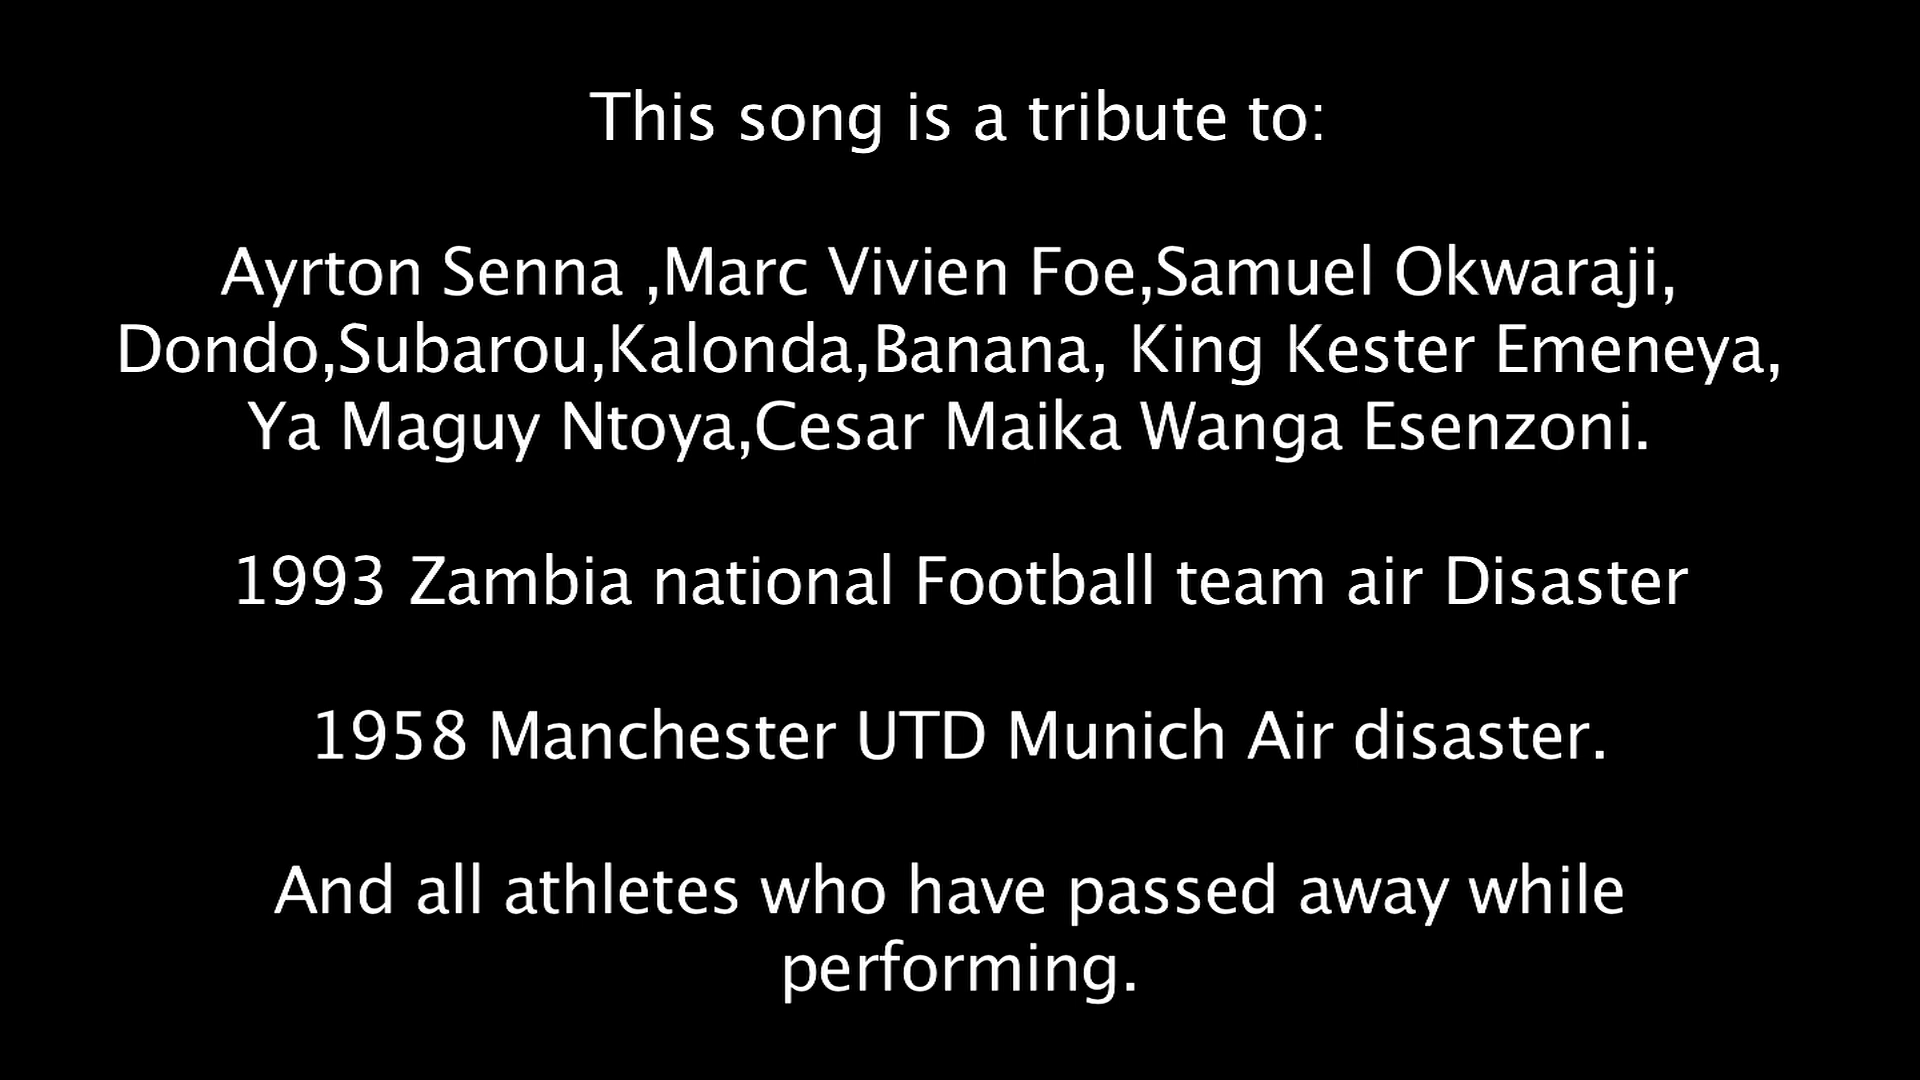 This song is a tribute to:
Ayrton Senna ,Marc Vivien Foe,Samuel Okwaraji,
Dondo,Subarou,Kalonda,Banana, King Kester Emeneya,
Ya Maguy Ntoya,Cesar Maika Wanga Esenzoni.
1993 Zambia national Football team air Disaster
1958 Manchester UTD Munich Air disaster.
And all athletes who have passed away while
performing.